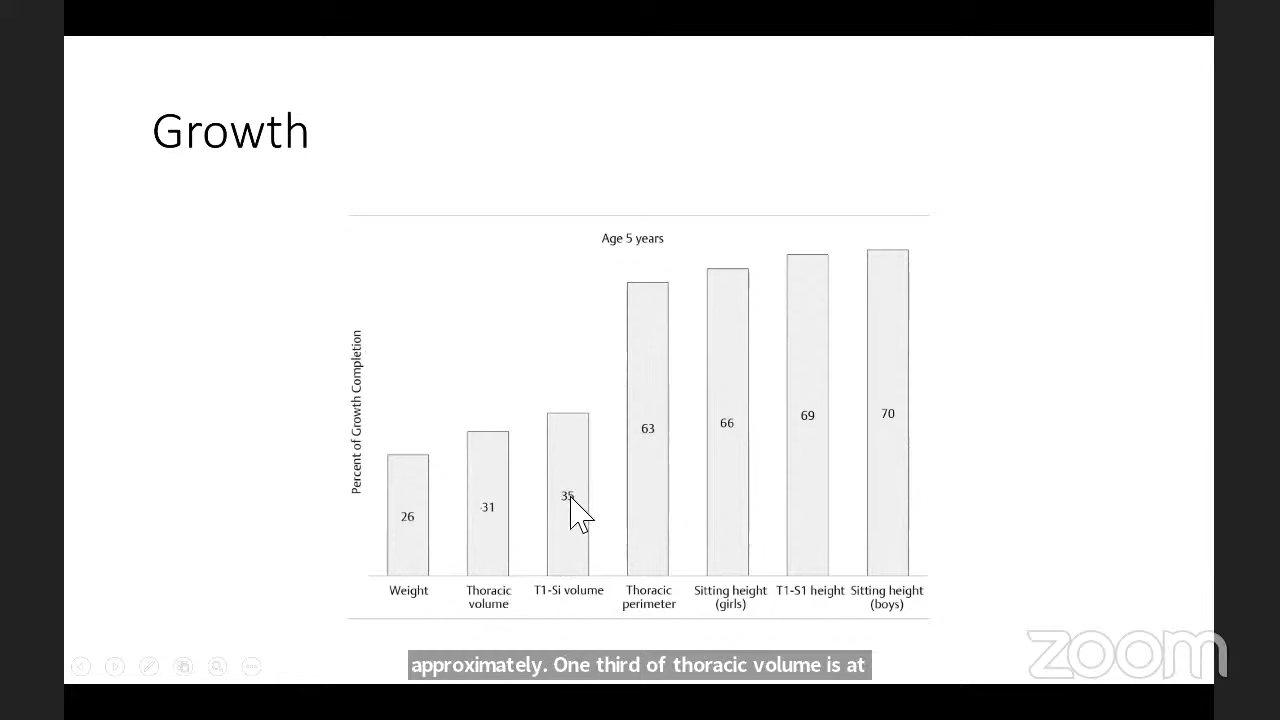 Growth
Age 5 years
Percent of Growth Completion
26
31
35
63
66
69
70
Weight
Thoracic
volume
T1-Si volume
Thoracic
perimeter
Sitting height
(girls)
T1-S1 height
Sitting height
(boys)
approximately. One third of thoracic volume is at
zoom